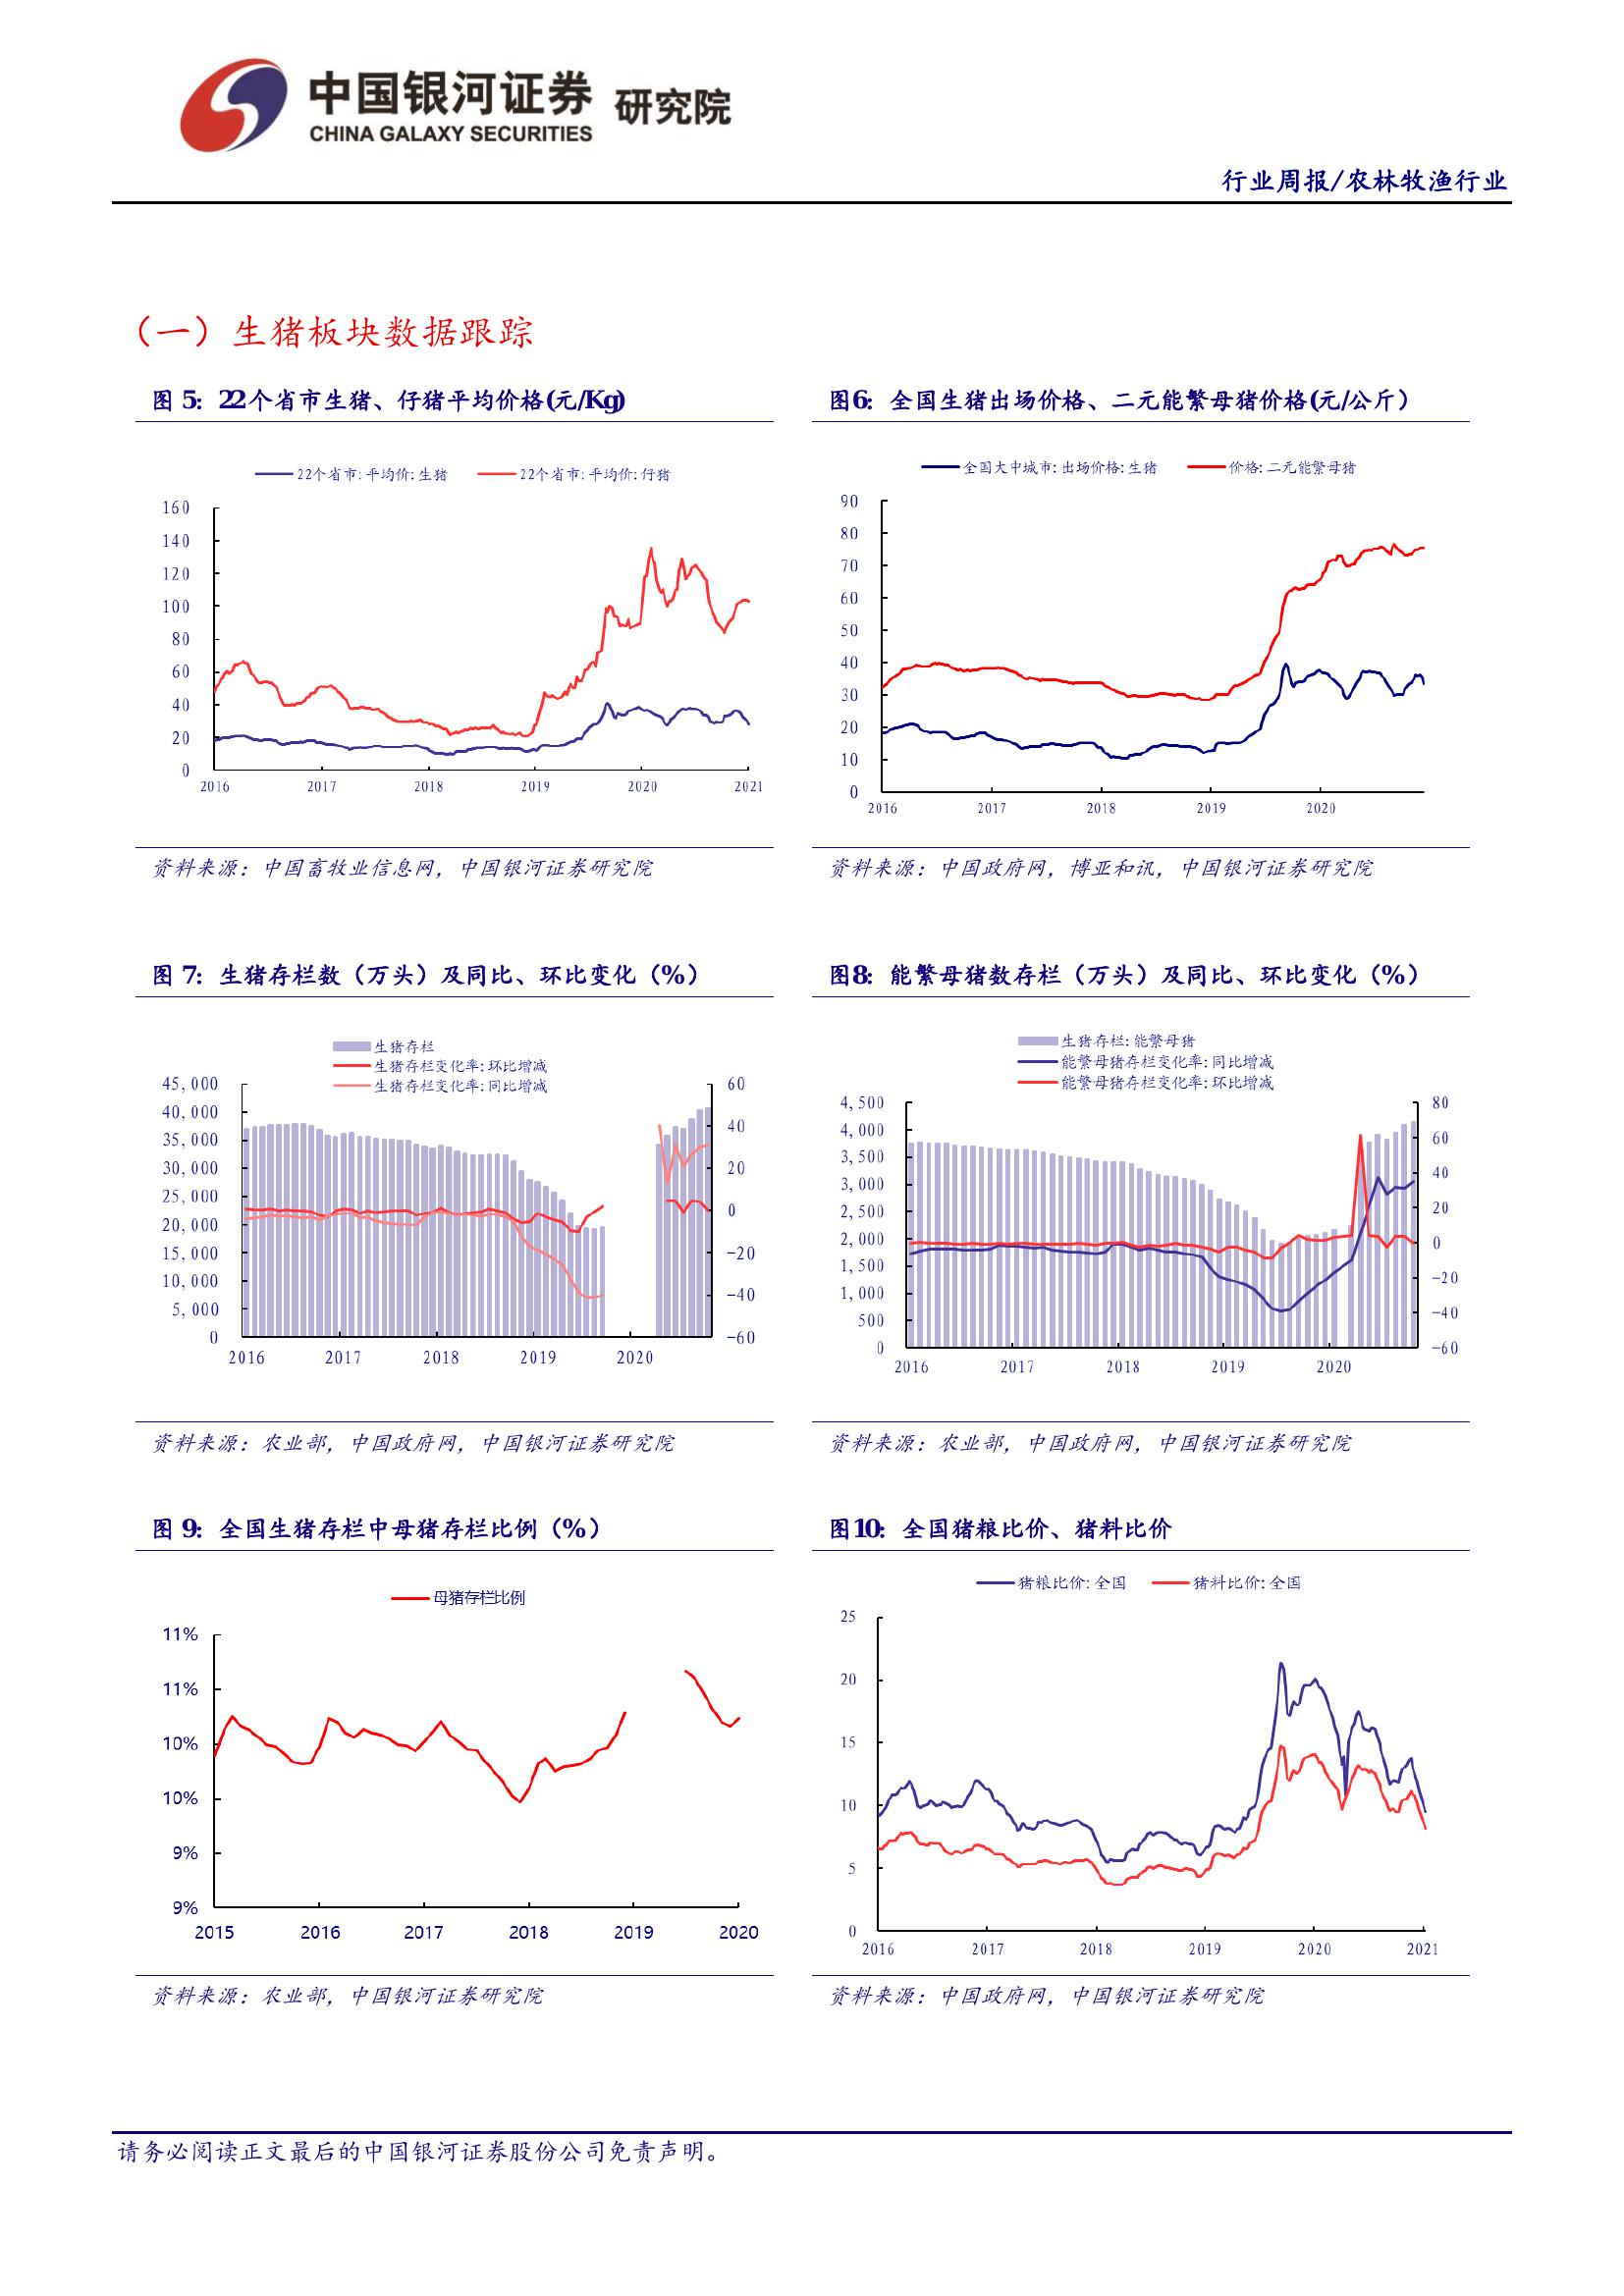 中国银河证券 研究院
CHINA GALAXY SECURITIES
行业周报/农林牧渔行业
（一）生猪板块数据跟踪
图 5: 22个省市生猪、仔猪平均价格(元/Kg)
22个省市:平均价:生猪 22个省市:平均价:仔猪
160
140
120
100
80
60
40
20
0
2016 2017 2018 2019 2020 2021
资料来源：中国畜牧业信息网，中国银河证券研究院
图6: 全国生猪出场价格、二元能繁母猪价格(元/公斤）
全国大中城市:出场价格:生猪 价格:二元能繁母猪
90
80
70
60
50
40
30
20
10
0
2016 2017 2018 2019 2020
资料来源：中国政府网，博亚和讯，中国银河证券研究院
图 7: 生猪存栏数（万头）及同比、环比变化（%）
生猪存栏
生猪存栏变化率:环比增减
生猪存栏变化率:同比增减
45,000 60
40,000
35,000 40
30,000 20
25,000
20,000 0
15,000 -20
10,000
5,000 -40
0 -60
2016 2017 2018 2019 2020
资料来源：农业部，中国政府网，中国银河证券研究院
图8: 能繁母猪数存栏（万头）及同比、环比变化（%）
生猪存栏:能繁母猪
能繁母猪存栏变化率:同比增减
能繁母猪存栏变化率:环比增减
4,500 80
4,000 60
3,500
3,000 40
2,500 20
2,000 0
1,500
1,000 -20
500 -40
0 -60
2016 2017 2018 2019 2020
资料来源：农业部，中国政府网，中国银河证券研究院
图 9: 全国生猪存栏中母猪存栏比例（%）
母猪存栏比例
11%
11%
10%
10%
9%
9%
2015 2016 2017 2018 2019 2020
资料来源：农业部，中国银河证券研究院
图10: 全国猪粮比价、猪料比价
猪粮比价:全国 猪料比价:全国
25
20
15
10
5
0
2016 2017 2018 2019 2020 2021
资料来源：中国政府网，中国银河证券研究院
请务必阅读正文最后的中国银河证券股份公司免责声明。